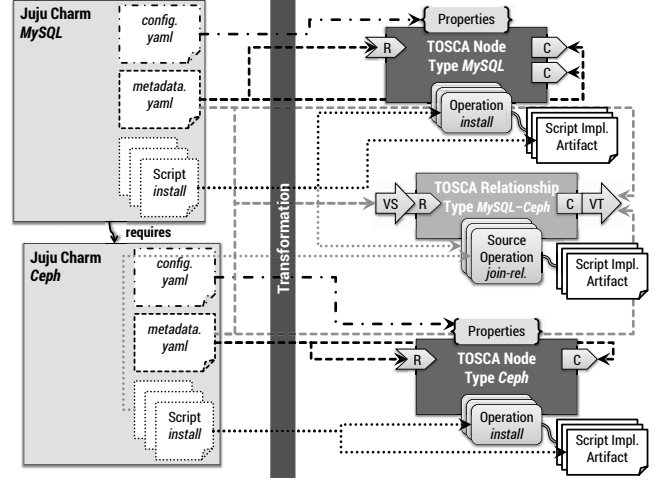 Juju Charm
MySQL
config.
yaml
metadata.
yaml
Script
install
requires
Juju Charm
Ceph
config.
yaml
metadata.
yaml
Script
install
Transformation
Properties
R
TOSCA Node
Type MySQL
C
C
Operation
install
Script Impl.
Artifact
VS
R
TOSCA Relationship
Type MySQL–Ceph
C
VT
Source
Operation
join-rel.
Script Impl.
Artifact
Properties
R
TOSCA Node
Type Ceph
C
Operation
install
Script Impl.
Artifact